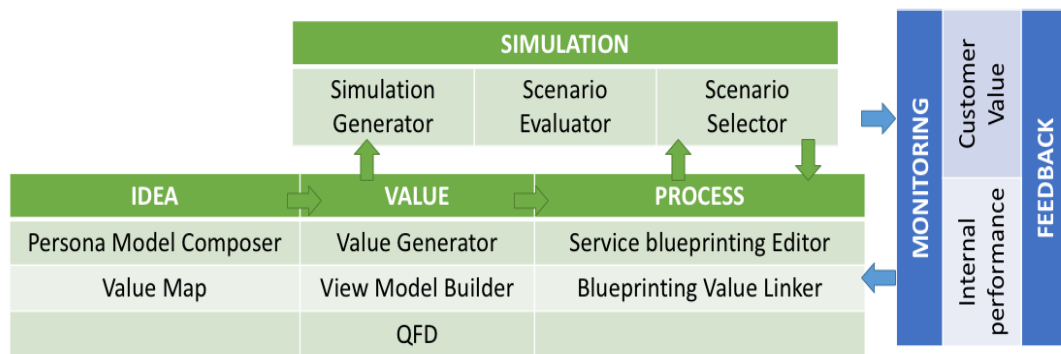 SIMULATION
Simulation
Generator
Scenario
Evaluator
Scenario
Selector
IDEA
VALUE
PROCESS
Persona Model Composer
Value Generator
Service blueprinting Editor
Value Map
View Model Builder
Blueprinting Value Linker
QFD
MONITORING
Customer
Value
Internal
performance
FEEDBACK